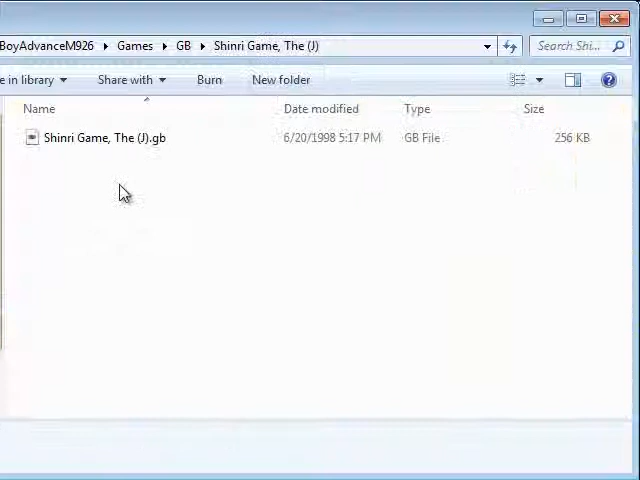 BoyAdvanceM926 Games GB Shinri Game, The (J) Search Shi...
e in library Share with Burn New folder
Name Date modified Type Size
Shinri Game, The (J).gb 6/20/1998 5:17 PM GB File 256 KB